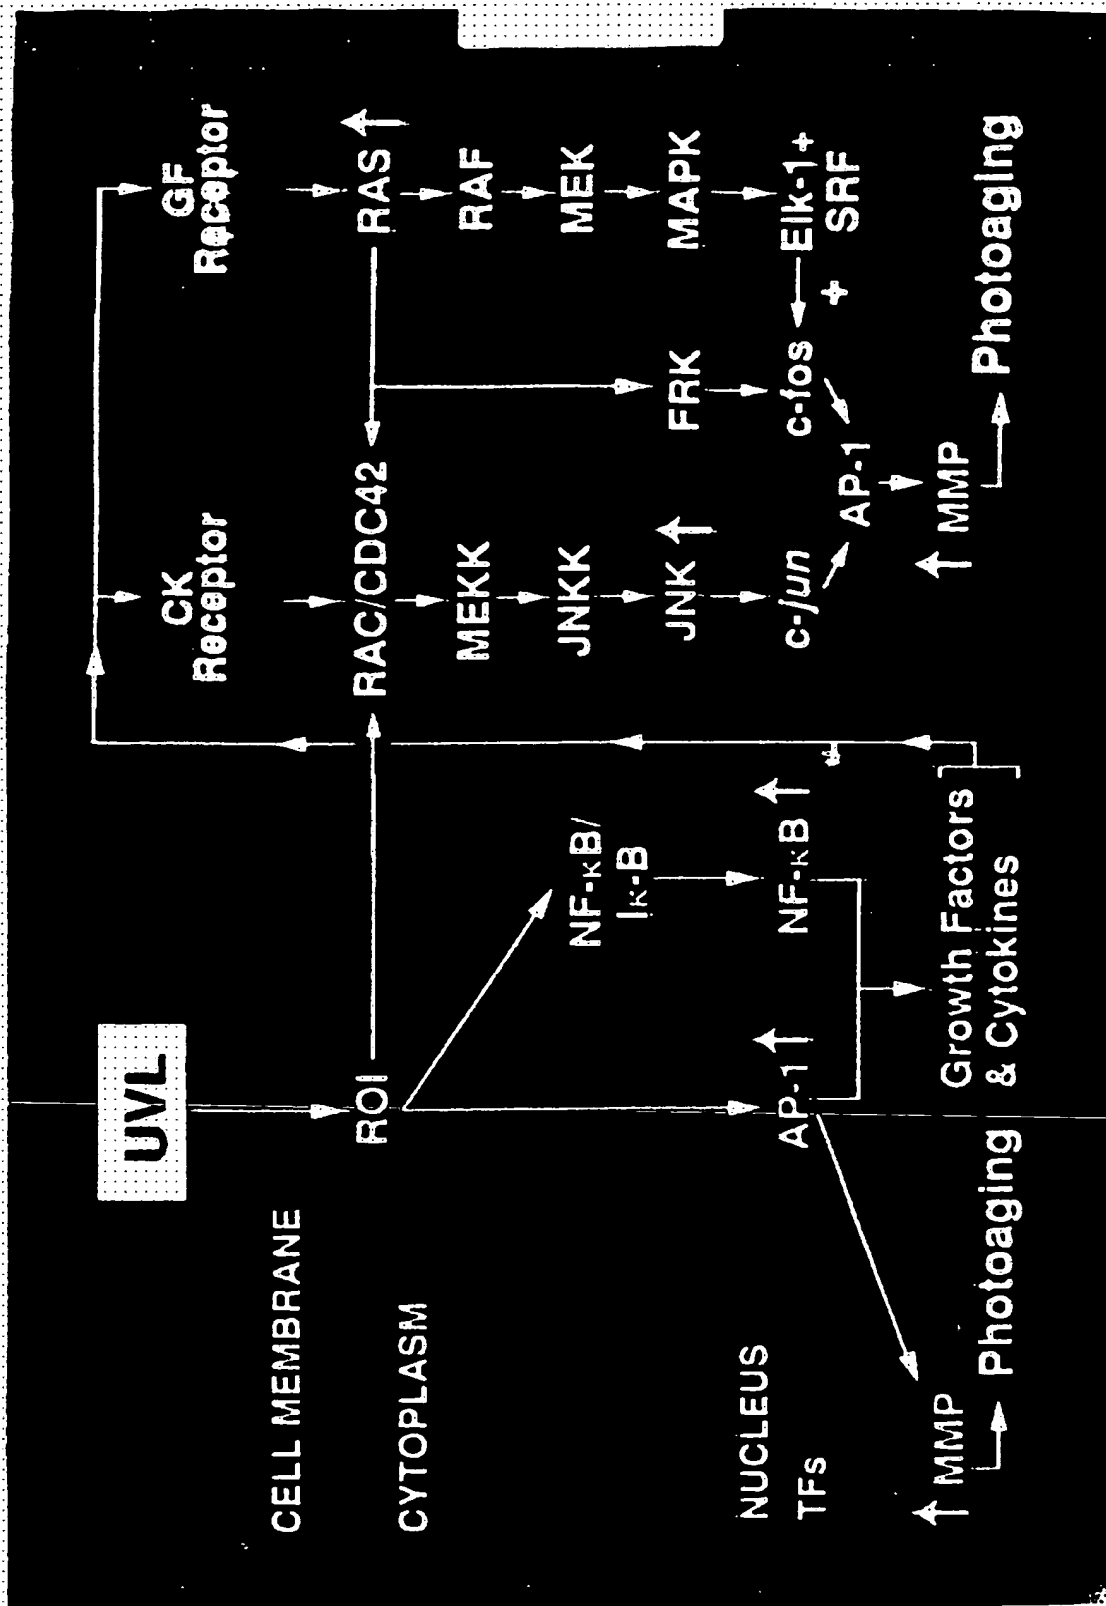 UVL
CK
Receptor
GF
Receptor
CELL MEMBRANE
ROI
RAC/CDC42
RAS
CYTOPLASM
MEKK
RAF
NF-κB/
Iκ-B
JNKK
MEK
JNK
FRK
MAPK
NUCLEUS
TFs
AP-1
NF-κB
c-jun
c-fos
+
Elk-1+
SRF
AP-1
MMP
Photoaging
Growth Factors
& Cytokines
MMP
Photoaging